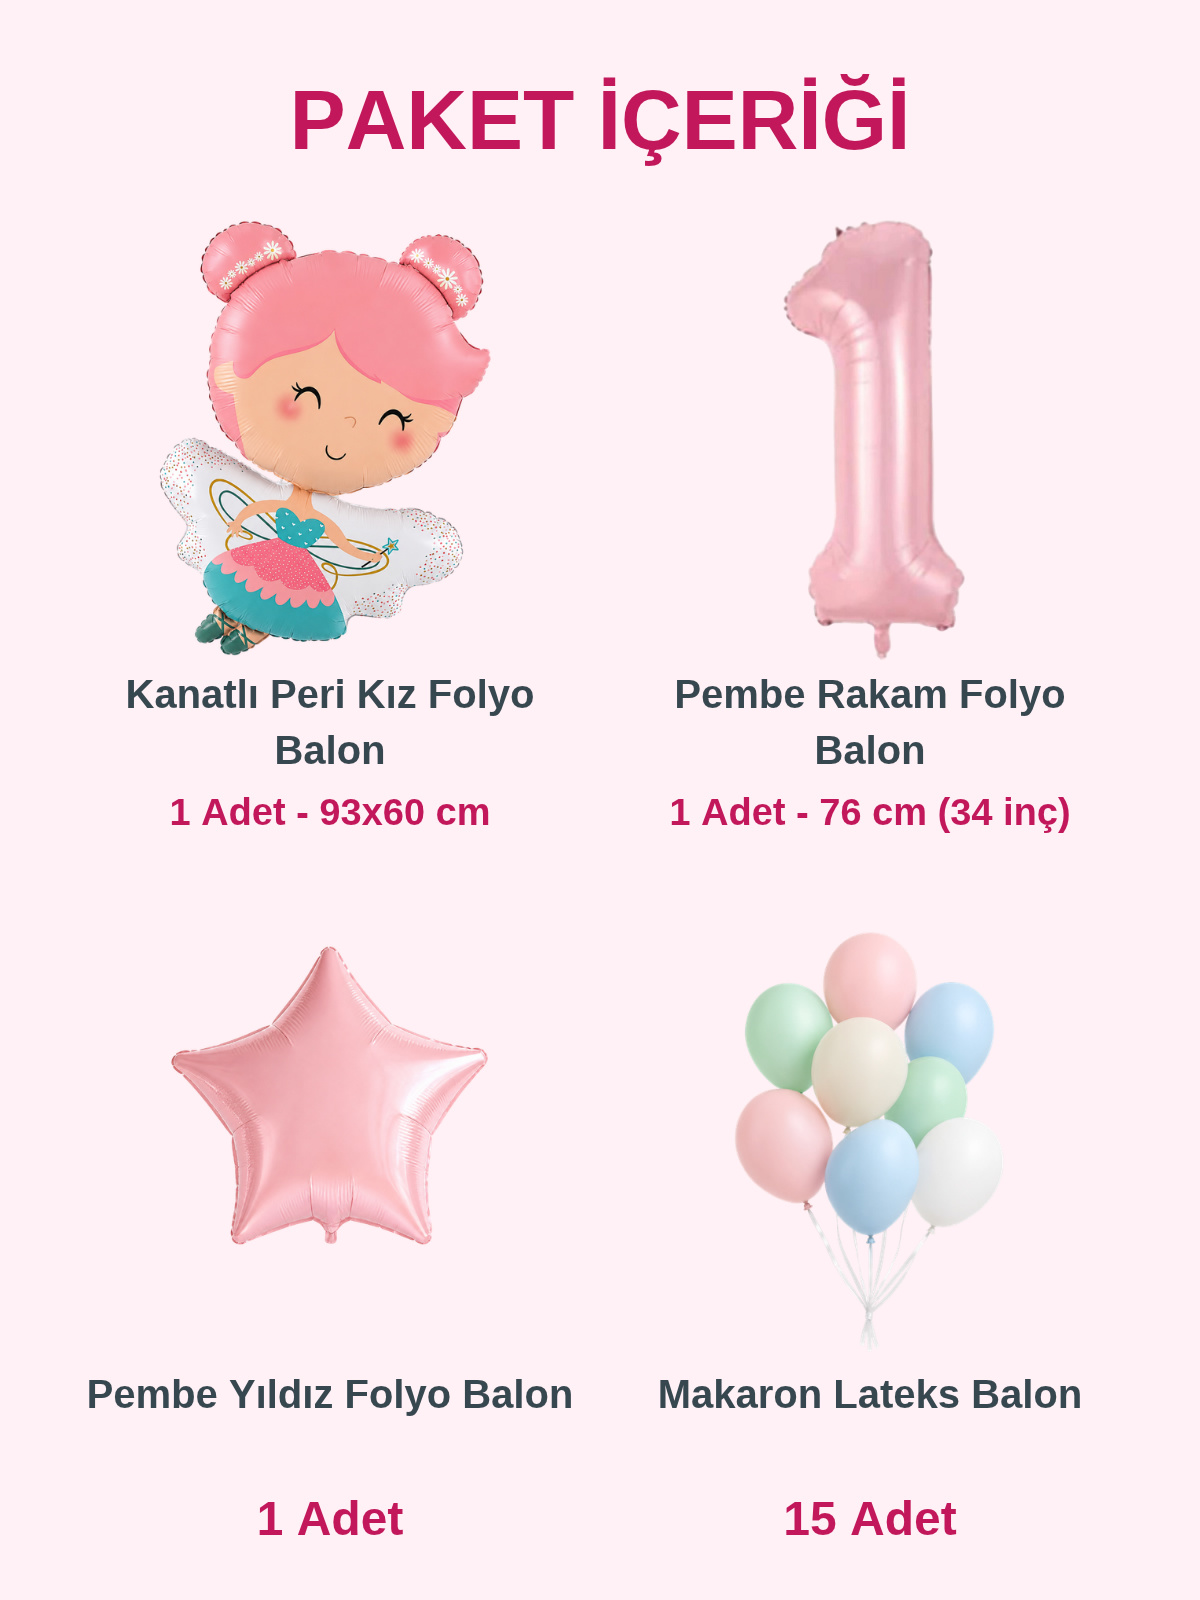 PAKET İÇERİĞİ
Kanatlı Peri Kız Folyo
Balon
1 Adet - 93x60 cm
Pembe Rakam Folyo
Balon
1 Adet - 76 cm (34 inç)
Pembe Yıldız Folyo Balon
1 Adet
Makaron Lateks Balon
15 Adet